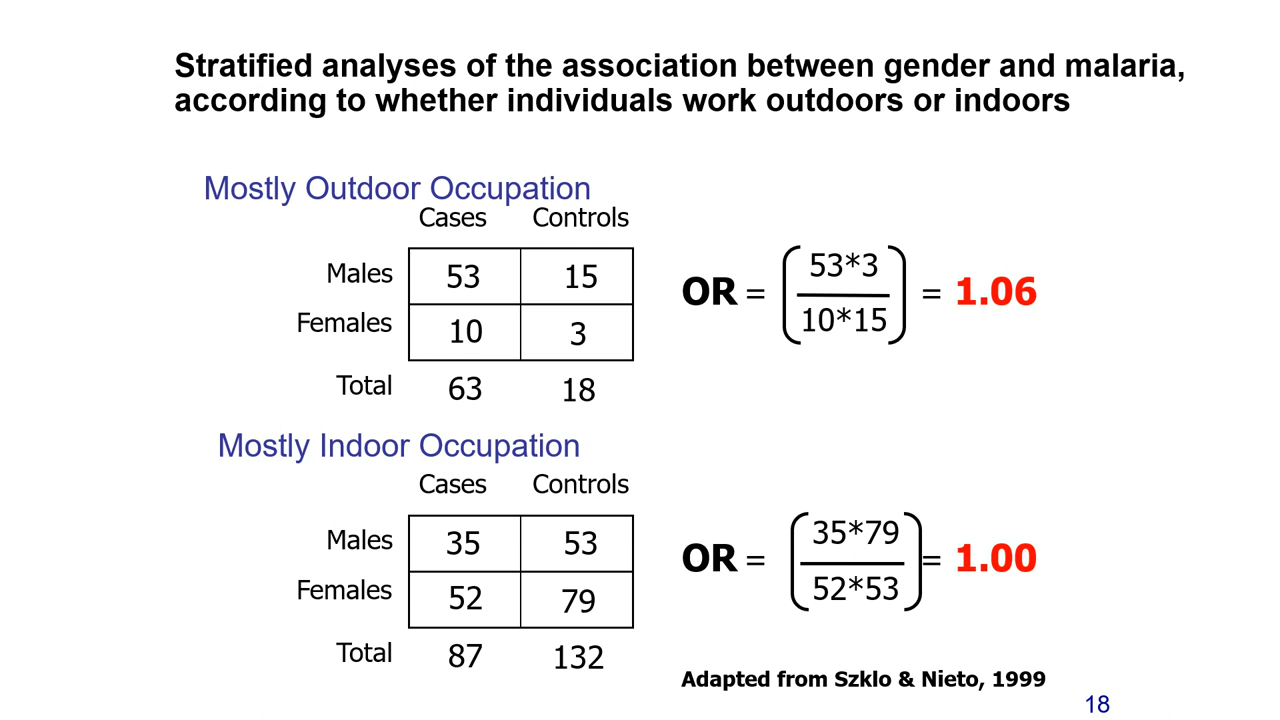 Stratified analyses of the association between gender and malaria,
according to whether individuals work outdoors or indoors
Mostly Outdoor Occupation
Cases Controls
Males 53 15
Females 10 3
Total 63 18
OR = 53*3 = 1.06
10*15
Mostly Indoor Occupation
Cases Controls
Males 35 53
Females 52 79
Total 87 132
OR = 35*79 = 1.00
52*53
Adapted from Szklo & Nieto, 1999
18